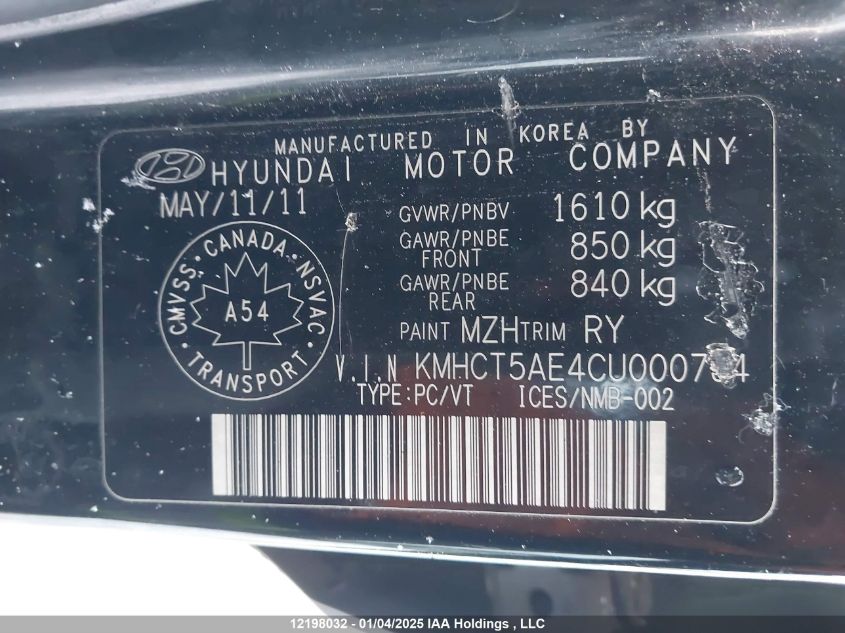 MANUFACTURED IN KOREA BY
HYUNDAI MOTOR COMPANY
MAY/11/11
GVWR/PNBV 1610 kg
GAWR/PNBE FRONT 850 kg
GAWR/PNBE REAR 840 kg
CMVSS · CANADA · NSVAC · TRANSPORT
A54
PAINT MZH TRIM RY
V.I.N
TYPE:PC/VT ICES/NMB-002
12198032 - 01/04/2025 IAA Holdings , LLC